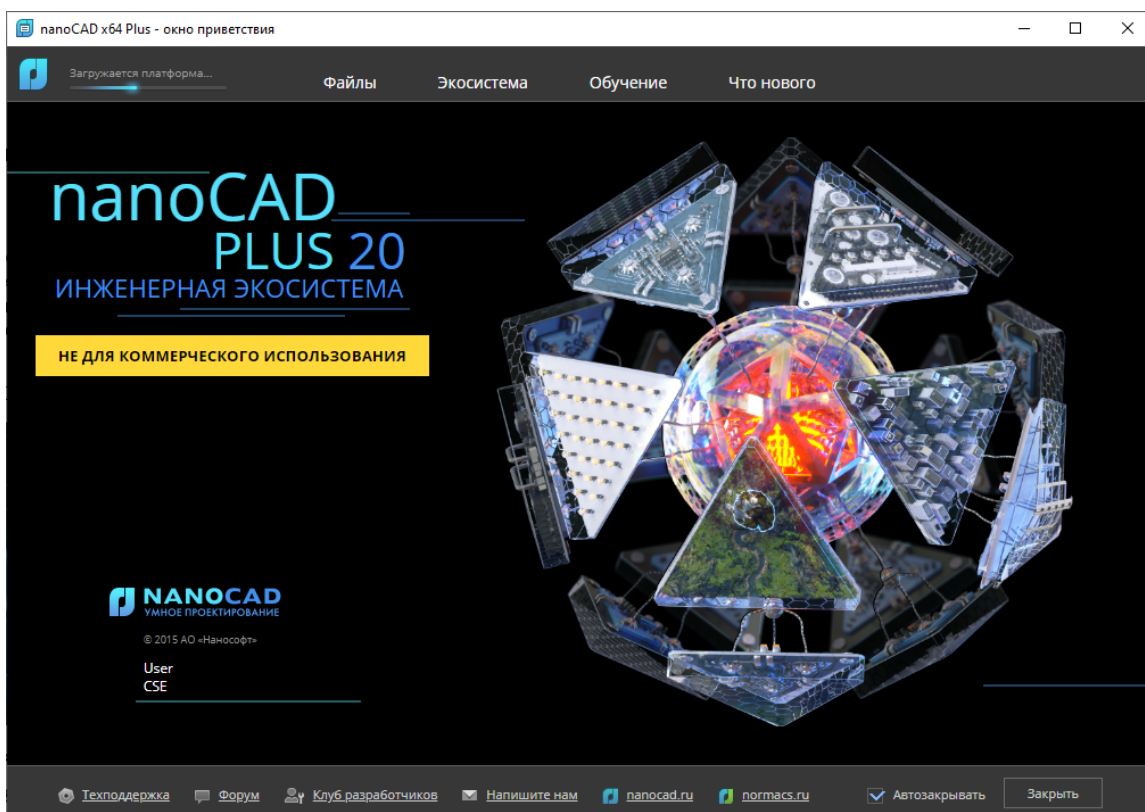 nanoCAD x64 Plus - окно приветствия
Загружается платформа...
Файлы
Экосистема
Обучение
Что нового
nanoCAD
PLUS 20
ИНЖЕНЕРНАЯ ЭКОСИСТЕМА
НЕ ДЛЯ КОММЕРЧЕСКОГО ИСПОЛЬЗОВАНИЯ
NANOCAD
УМНОЕ ПРОЕКТИРОВАНИЕ
© 2015 АО «Нанософт»
User
CSE
Техподдержка
Форум
Клуб разработчиков
Напишите нам
nanocad.ru
normacs.ru
Автозакрывать
Закрыть